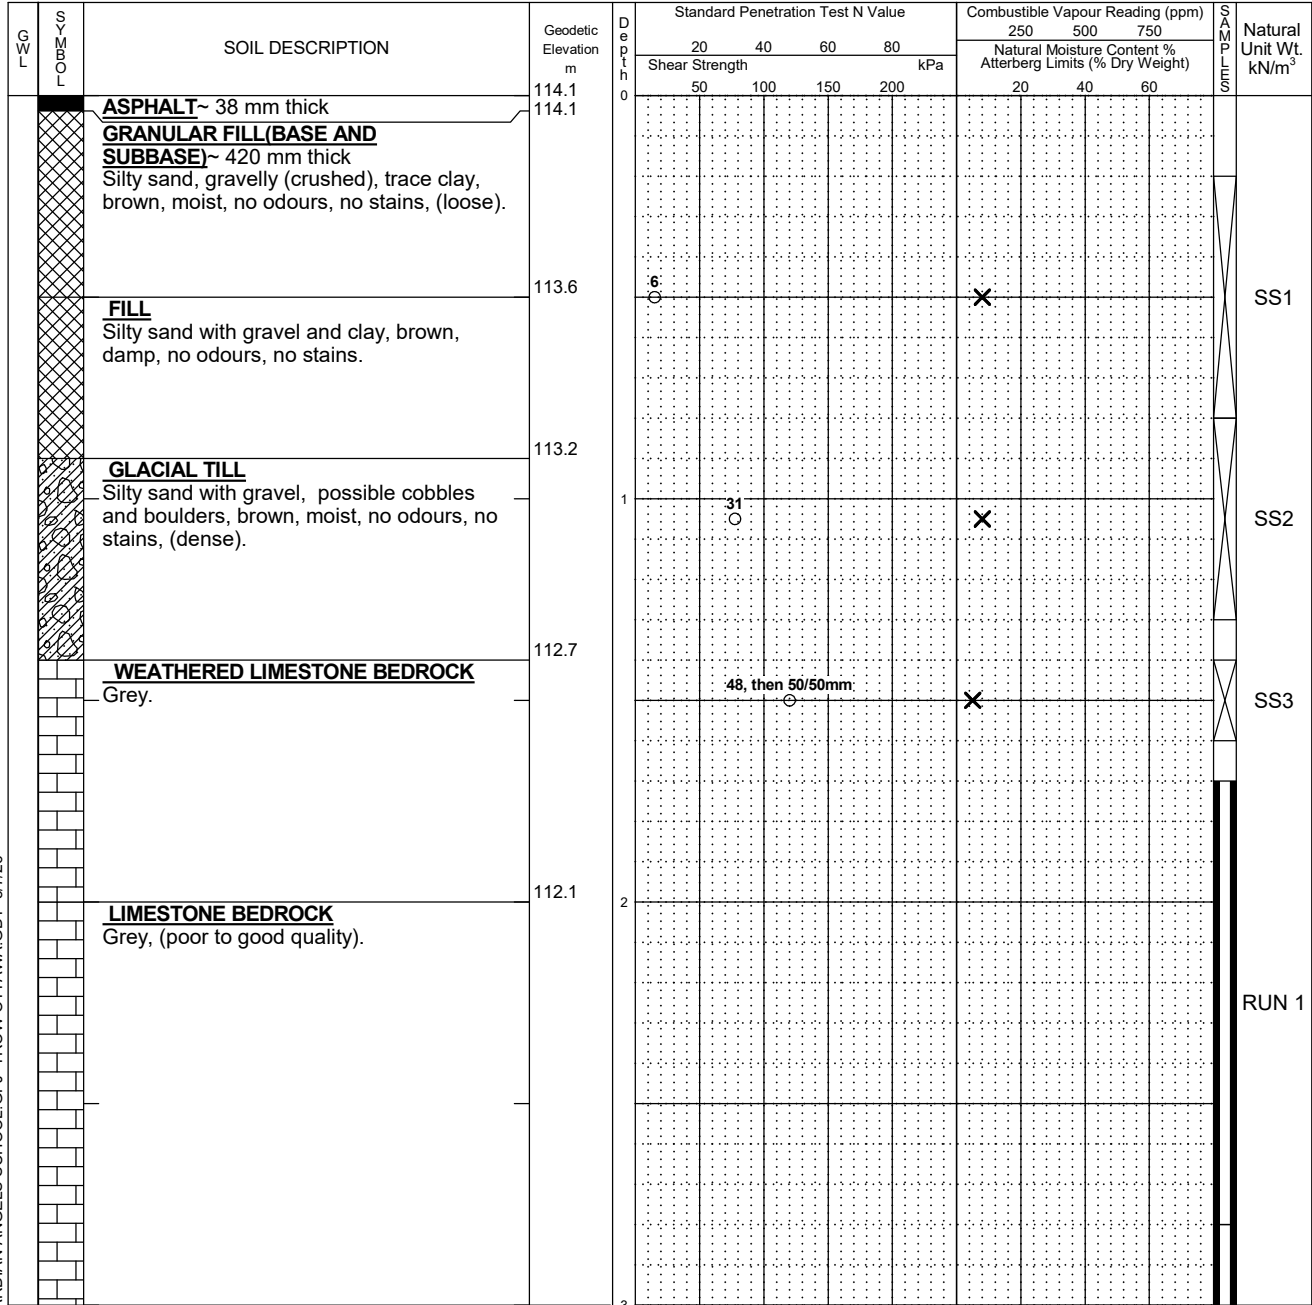 GWL
SYMBOL
SOIL DESCRIPTION
Geodetic
Elevation
m
Depth
Standard Penetration Test N Value
20 40 60 80
Shear Strength kPa
50 100 150 200
Combustible Vapour Reading (ppm)
250 500 750
Natural Moisture Content %
Atterberg Limits (% Dry Weight)
20 40 60
SAMPLES
Natural
Unit Wt.
kN/m³
114.1
0
ASPHALT~ 38 mm thick
114.1
GRANULAR FILL(BASE AND
SUBBASE)~ 420 mm thick
Silty sand, gravelly (crushed), trace clay,
brown, moist, no odours, no stains, (loose).
113.6
6
SS1
FILL
Silty sand with gravel and clay, brown,
damp, no odours, no stains.
113.2
GLACIAL TILL
Silty sand with gravel, possible cobbles
and boulders, brown, moist, no odours, no
stains, (dense).
1
31
SS2
112.7
WEATHERED LIMESTONE BEDROCK
Grey.
48, then 50/50mm
SS3
112.1
2
LIMESTONE BEDROCK
Grey, (poor to good quality).
RUN 1
3